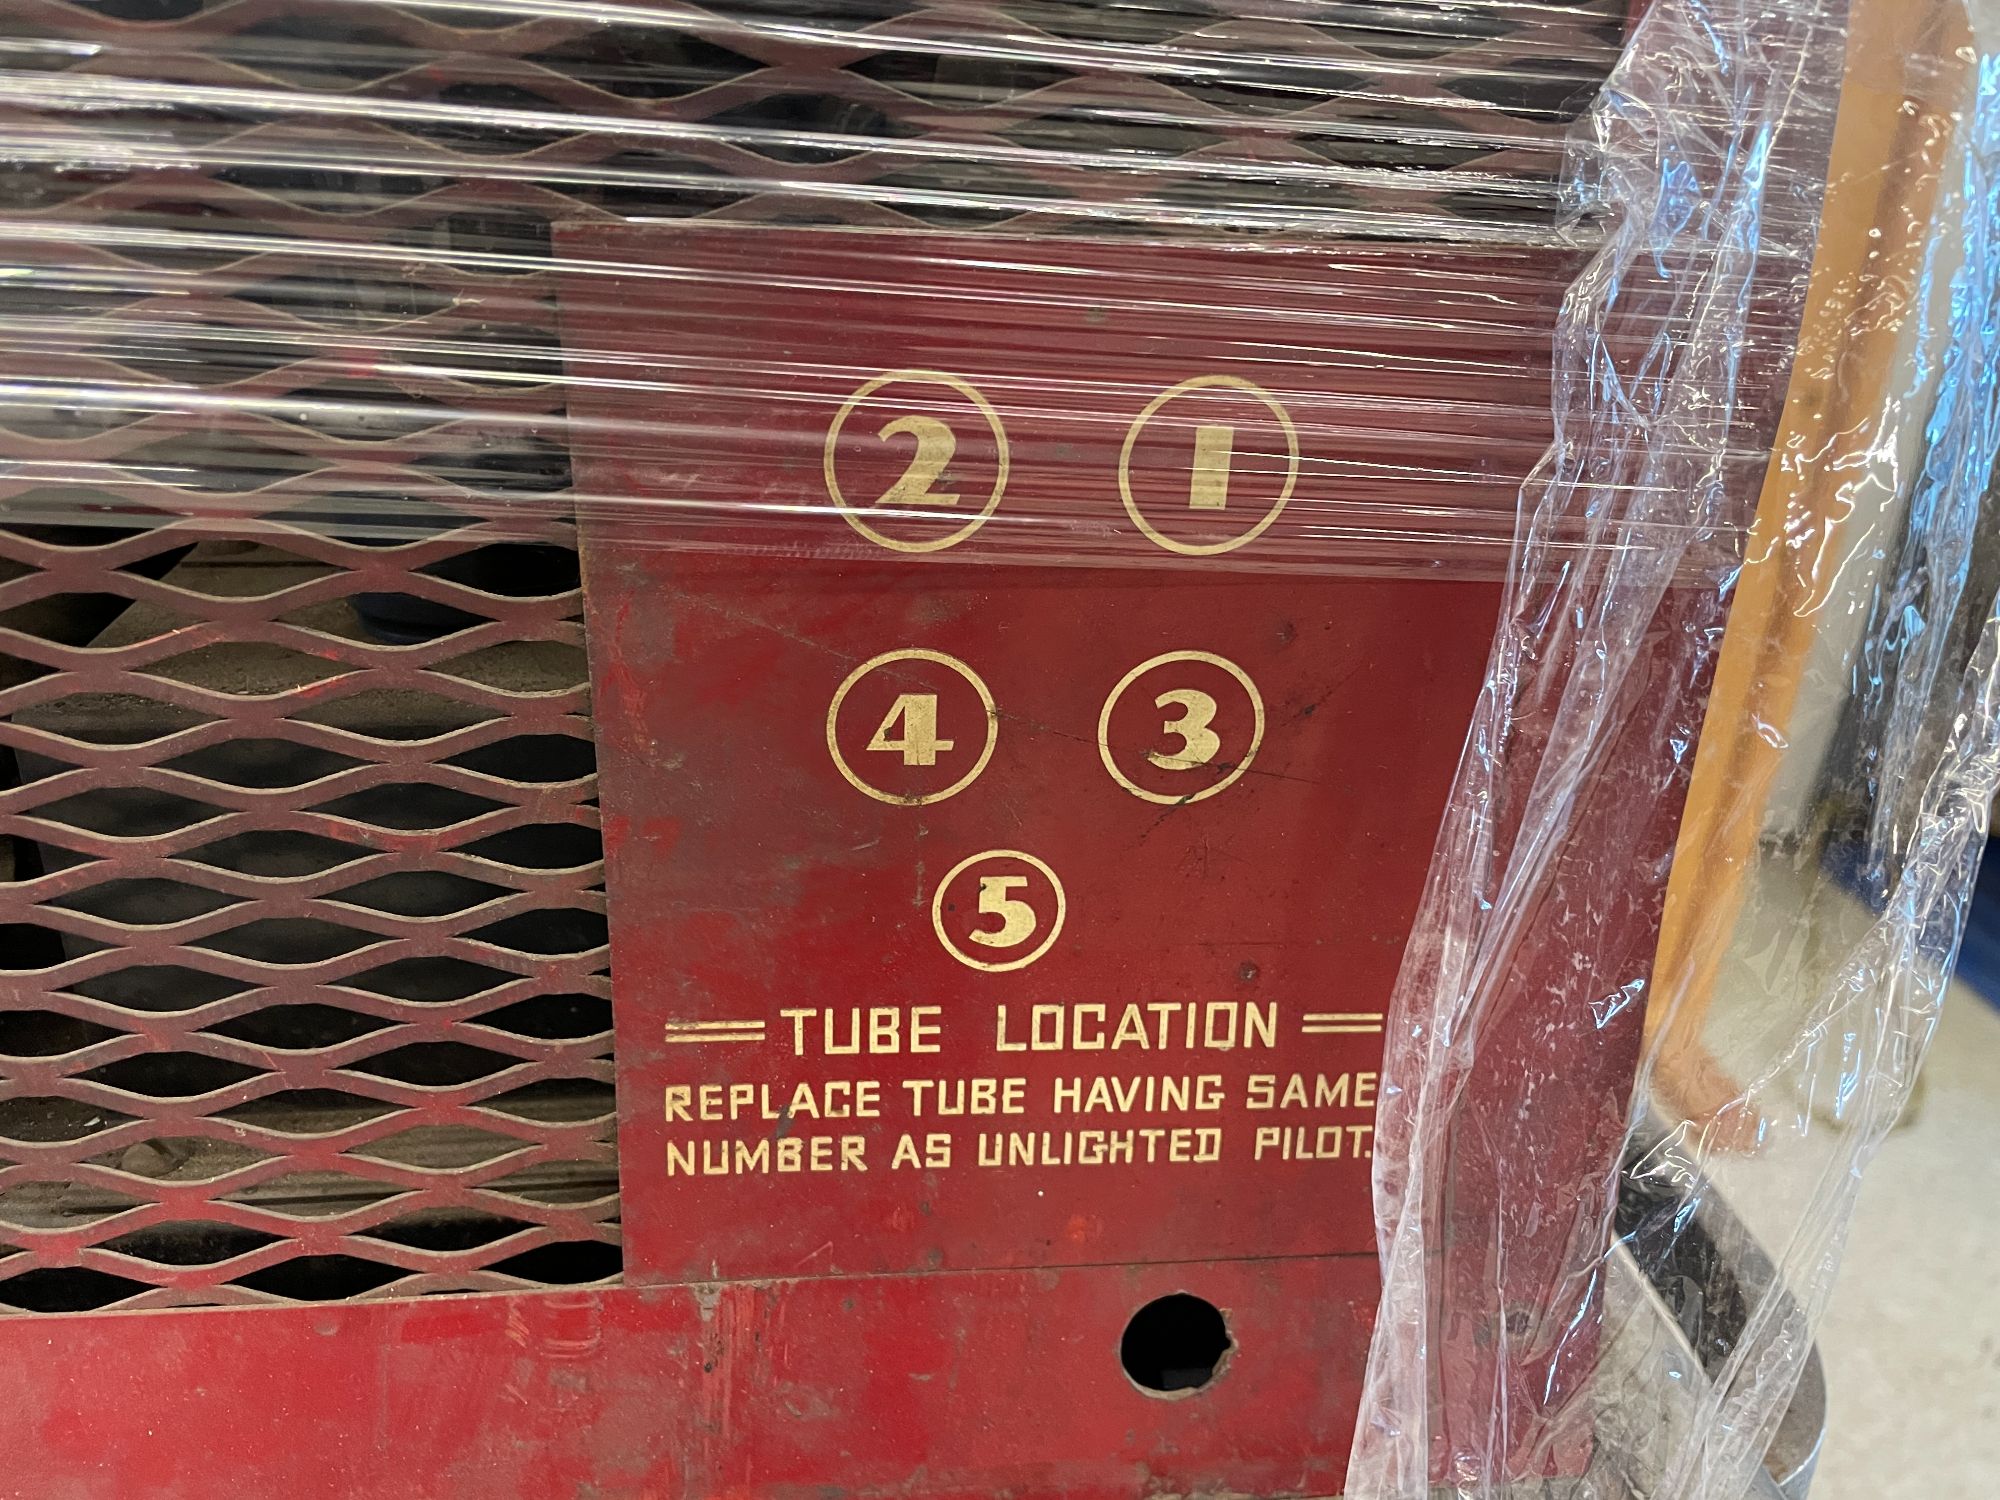 2 1
4 3
5
TUBE LOCATION
REPLACE TUBE HAVING SAME
NUMBER AS UNLIGHTED PILOT.